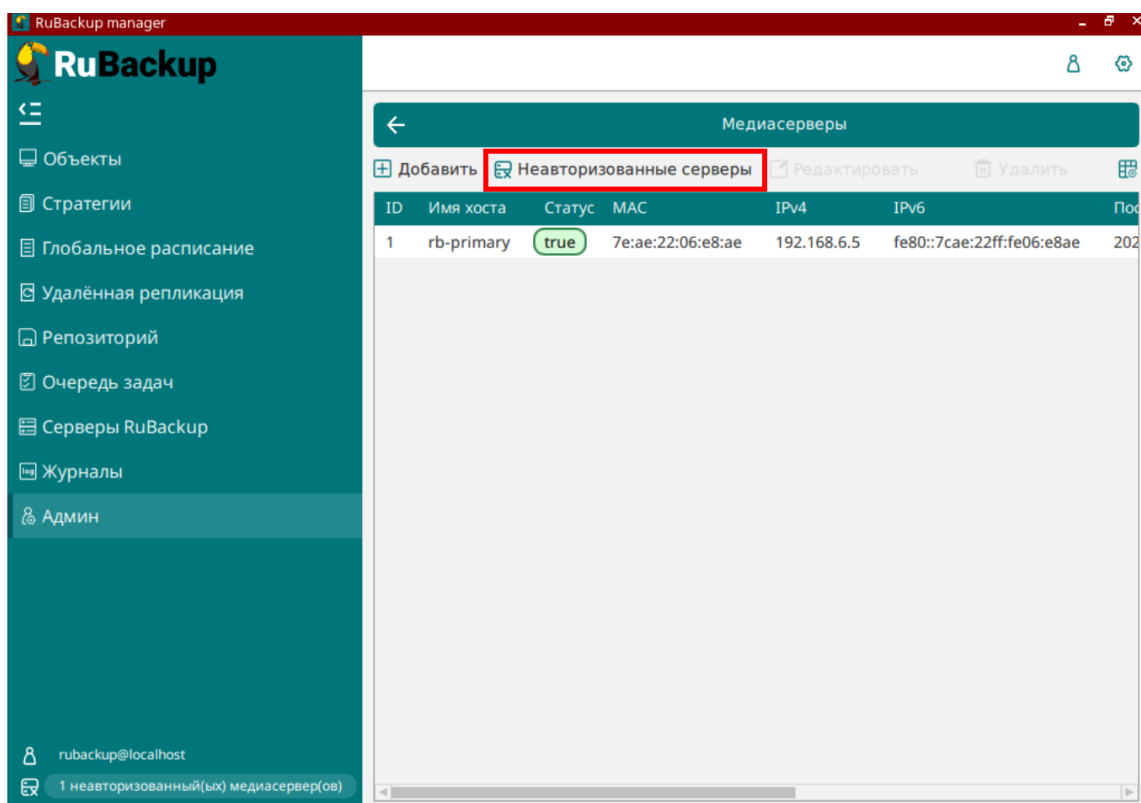 RuBackup manager
RuBackup
Медиасерверы
Объекты
Стратегии
Глобальное расписание
Удалённая репликация
Репозиторий
Очередь задач
Серверы RuBackup
Журналы
Админ
Добавить Неавторизованные серверы Редактировать Удалить
ID Имя хоста Статус MAC IPv4 IPv6 Пос
1 rb-primary true 7e:ae:22:06:e8:ae 192.168.6.5 fe80::7cae:22ff:fe06:e8ae 202
rubackup@localhost
1 неавторизованный(ых) медиасервер(ов)